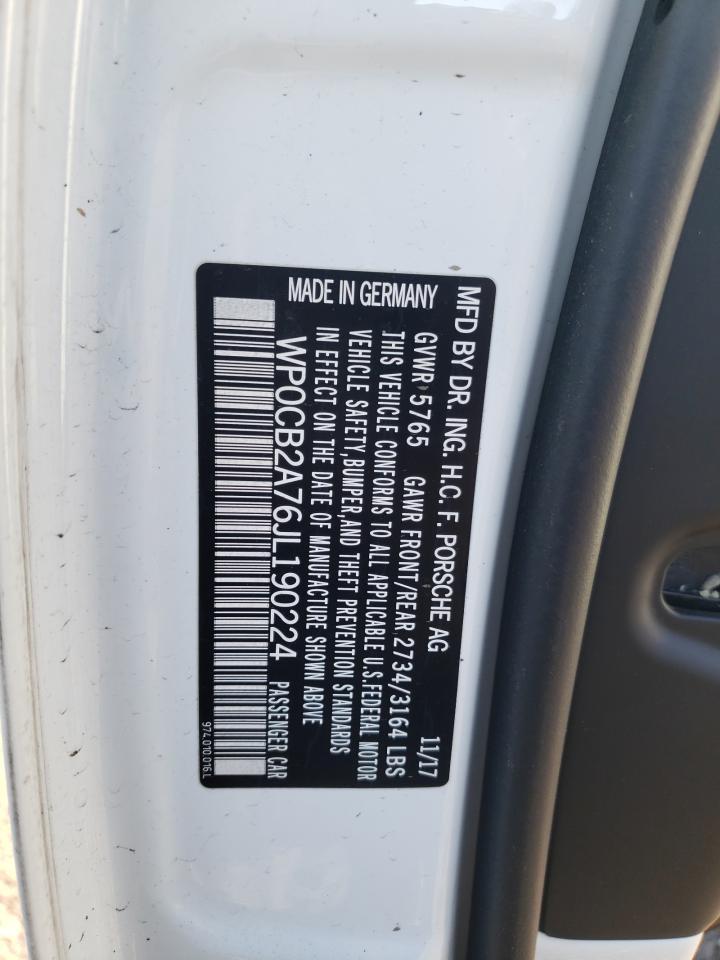 MFD BY DR. ING. H.C. F. PORSCHE AG
11/17
GVWR 5765 GAWR FRONT/REAR 2734/3164 LBS
THIS VEHICLE CONFORMS TO ALL APPLICABLE U.S.FEDERAL MOTOR
VEHICLE SAFETY,BUMPER,AND THEFT PREVENTION STANDARDS
IN EFFECT ON THE DATE OF MANUFACTURE SHOWN ABOVE
MADE IN GERMANY
WP0CB2A76JL190224
PASSENGER CAR
974.010.016.L